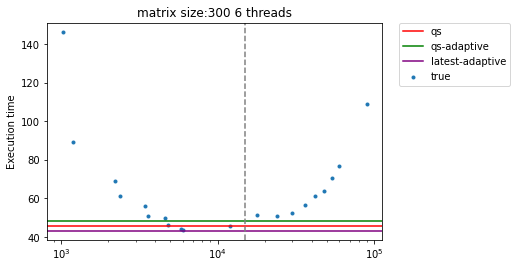 matrix size:300 6 threads
qs
qs-adaptive
latest-adaptive
true
Execution time
140
120
100
80
60
40
10³
10⁴
10⁵